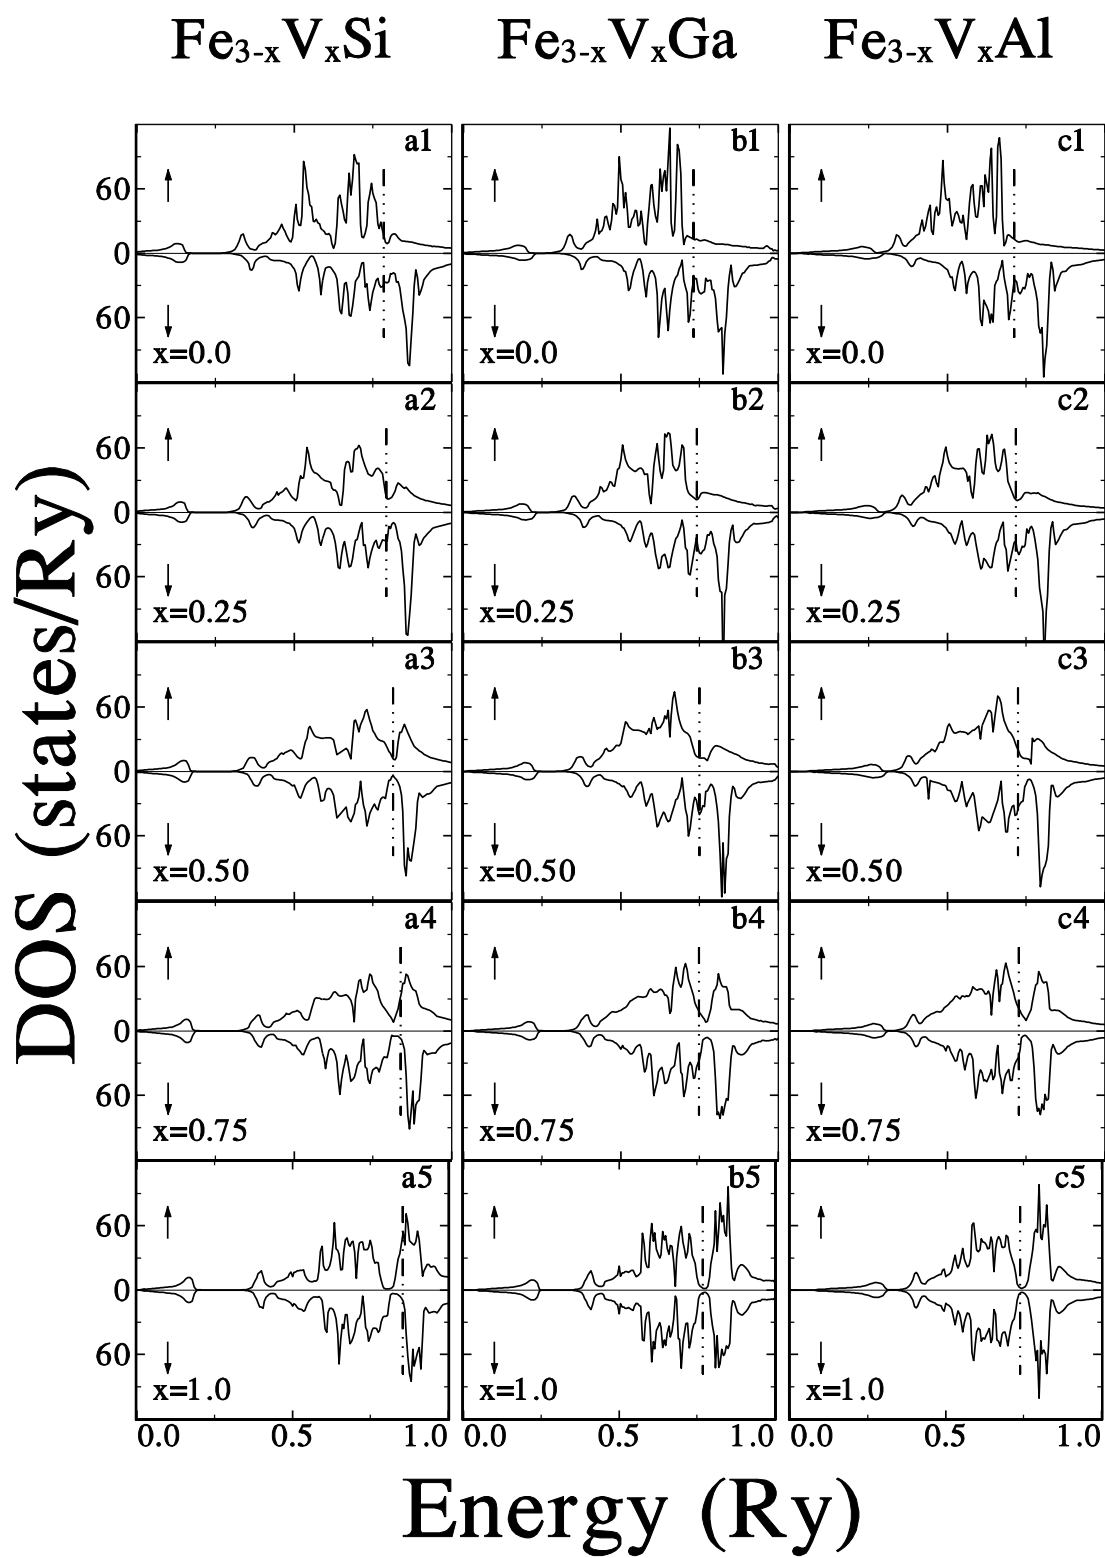 Fe3-xVxSi Fe3-xVxGa Fe3-xVxAl
a1 b1 c1
60
0
60
x=0.0 x=0.0 x=0.0
a2 b2 c2
60
0
60
x=0.25 x=0.25 x=0.25
a3 b3 c3
60
0
60
x=0.50 x=0.50 x=0.50
a4 b4 c4
60
0
60
x=0.75 x=0.75 x=0.75
a5 b5 c5
60
0
60
x=1.0 x=1.0 x=1.0
0.0 0.5 1.0 0.0 0.5 1.0 0.0 0.5 1.0
DOS (states/Ry)
Energy (Ry)